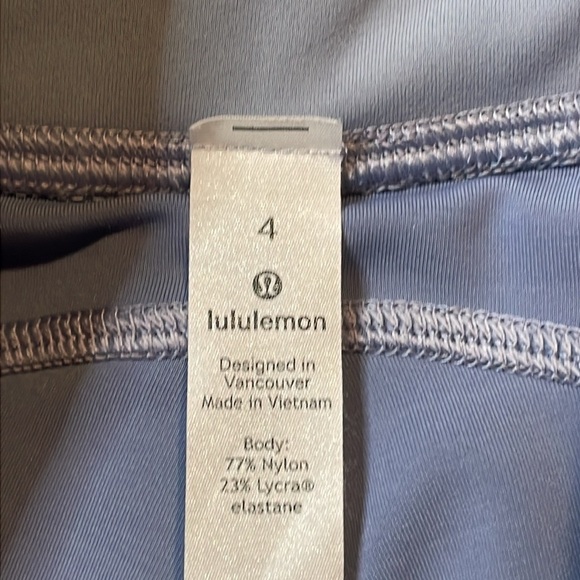 4
lululemon
Designed in
Vancouver
Made in Vietnam
Body:
77% Nylon
23% Lycra®
elastane